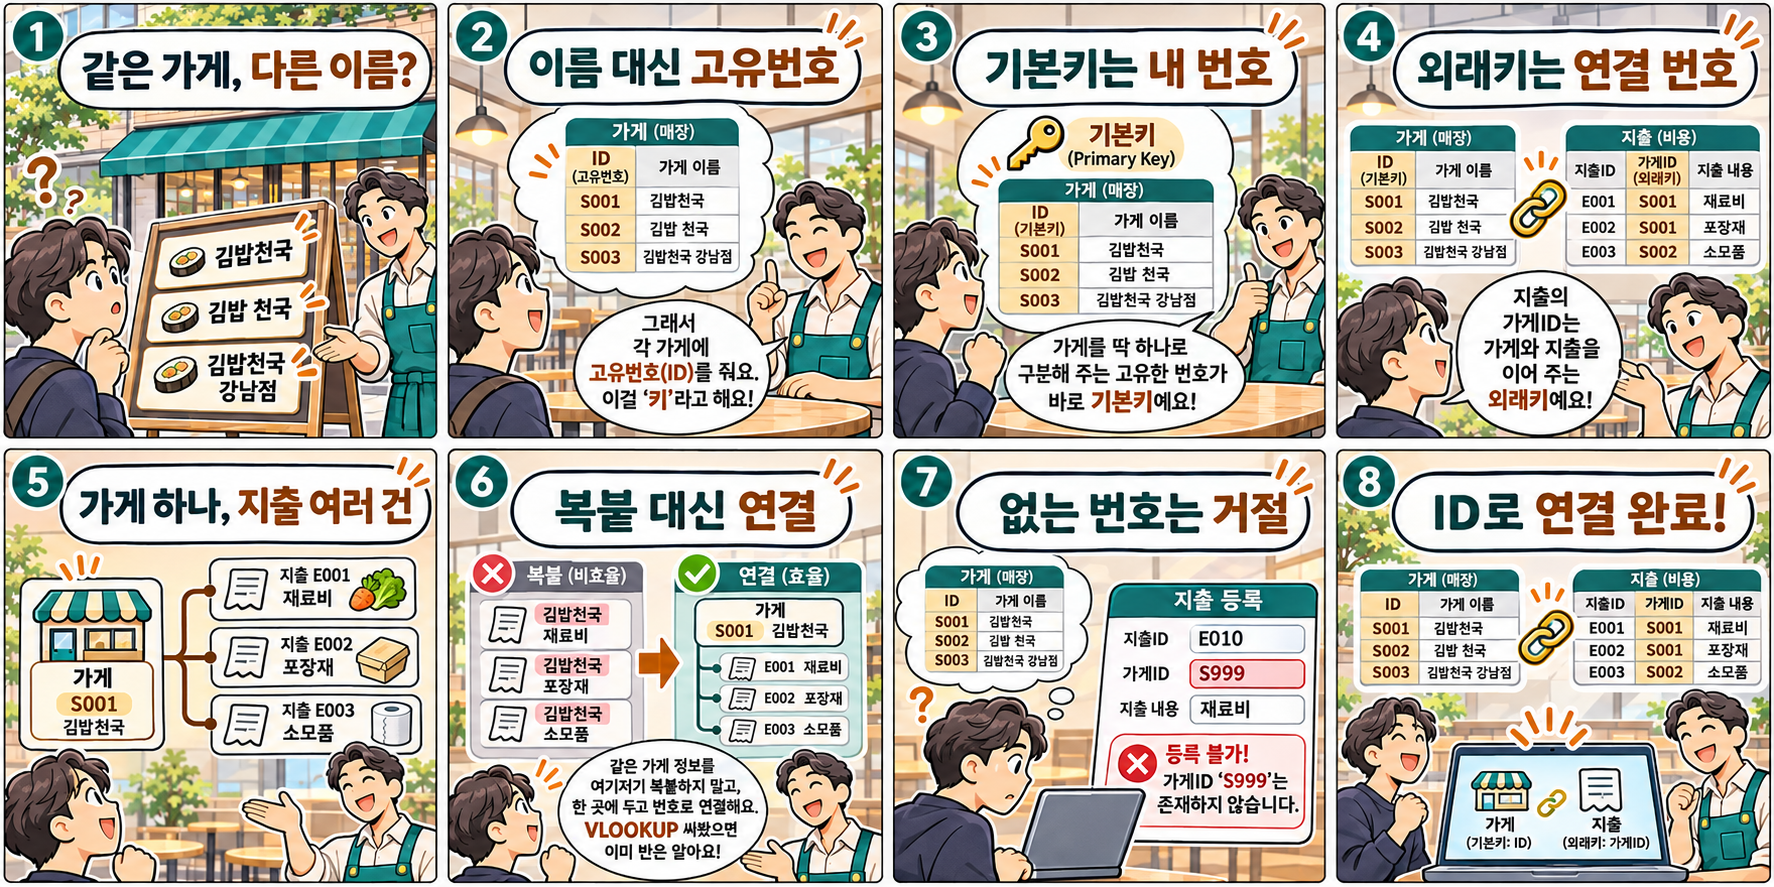 1
같은 가게, 다른 이름?
? ?
김밥천국
김밥 천국
김밥천국
강남점
2
이름 대신 고유번호
가게 (매장)
ID
(고유번호)
가게 이름
S001 김밥천국
S002 김밥 천국
S003 김밥천국 강남점
그래서
각 가게에
고유번호(ID)를 줘요.
이걸 '키'라고 해요!
3
기본키는 내 번호
기본키
(Primary Key)
가게 (매장)
ID
(기본키)
가게 이름
S001 김밥천국
S002 김밥 천국
S003 김밥천국 강남점
가게를 딱 하나로
구분해 주는 고유한 번호가
바로 기본키예요!
4
외래키는 연결 번호
가게 (매장)
ID
(기본키)
가게 이름
S001 김밥천국
S002 김밥 천국
S003 김밥천국 강남점
지출 (비용)
지출ID
가게ID
(외래키)
지출 내용
E001 S001 재료비
E002 S001 포장재
E003 S002 소모품
지출의
가게ID는
가게와 지출을
이어 주는
외래키예요!
5
가게 하나, 지출 여러 건
가게
S001
김밥천국
지출 E001
재료비
지출 E002
포장재
지출 E003
소모품
6
복붙 대신 연결
복붙 (비효율)
김밥천국
재료비
김밥천국
포장재
김밥천국
소모품
연결 (효율)
가게
S001 김밥천국
E001 재료비
E002 포장재
E003 소모품
같은 가게 정보를
여기저기 복붙하지 말고,
한 곳에 두고 번호로 연결해요.
VLOOKUP 써봤으면
이미 반은 알아요!
7
없는 번호는 거절
가게 (매장)
ID 가게 이름
S001 김밥천국
S002 김밥 천국
S003 김밥천국 강남점
?
지출 등록
지출ID E010
가게ID S999
지출 내용 재료비
등록 불가!
가게ID 'S999'는
존재하지 않습니다.
8
ID로 연결 완료!
가게 (매장)
ID 가게 이름
S001 김밥천국
S002 김밥 천국
S003 김밥천국 강남점
지출 (비용)
지출ID 가게ID 지출 내용
E001 S001 재료비
E002 S001 포장재
E003 S002 소모품
가게
(기본키: ID)
지출
(외래키: 가게ID)